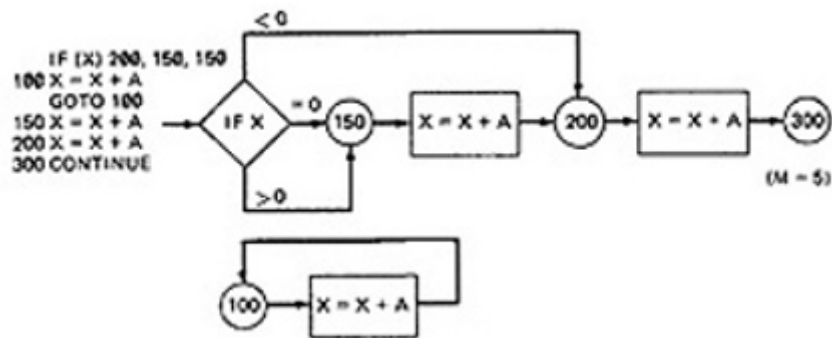 IF (X) 200, 150, 150
100 X = X + A
GOTO 100
150 X = X + A
200 X = X + A
300 CONTINUE
< 0
IF X
= 0
150
X = X + A
200
X = X + A
300
> 0
(M = 5)
100
X = X + A